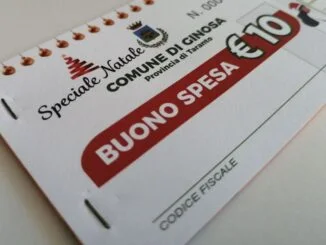 Speciale Natale
N. 000
COMUNE DI GINOSA
Provincia di Taranto
BUONO SPESA € 10
CODICE FISCALE